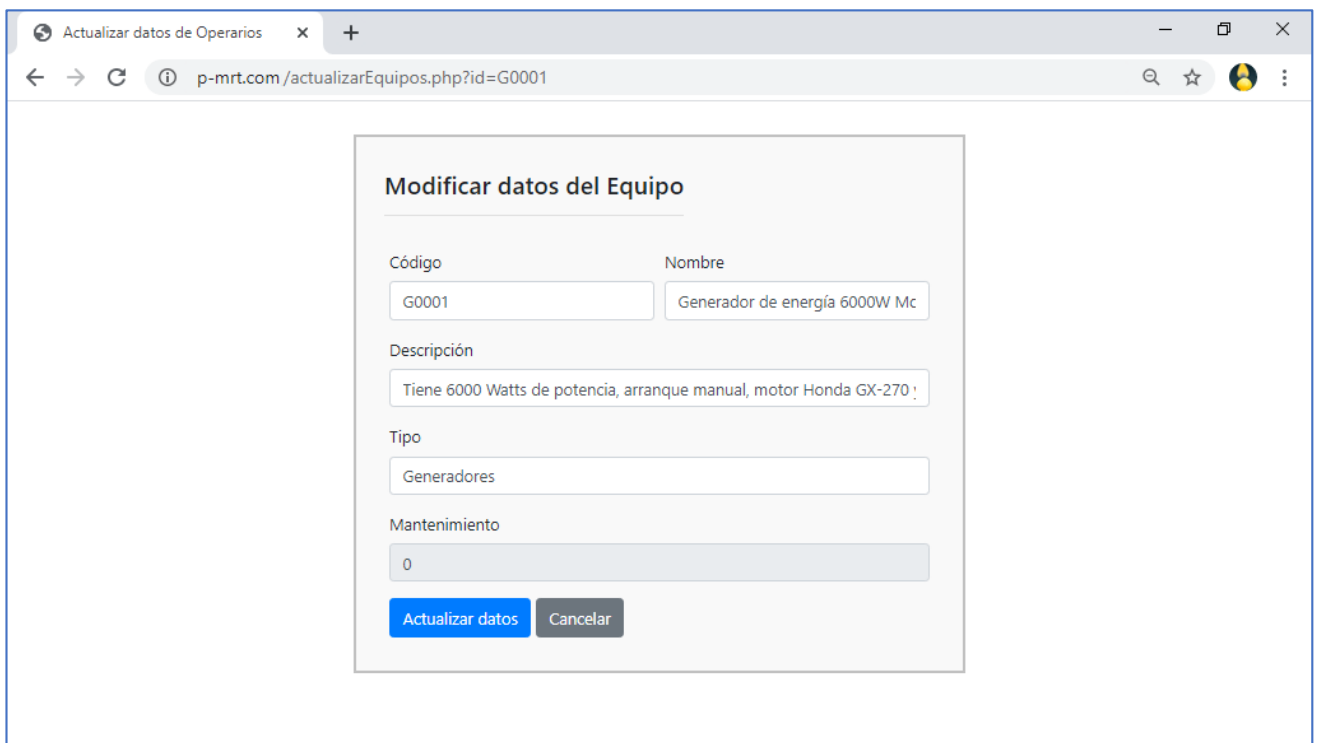 Actualizar datos de Operarios
p-mrt.com /actualizarEquipos.php?id=G0001
Modificar datos del Equipo
Código Nombre
G0001 Generador de energía 6000W
Descripción
Tiene 6000 Watts de potencia, arranque manual, motor Honda GX-270 y
Tipo
Generadores
Mantenimiento
0
Actualizar datos Cancelar